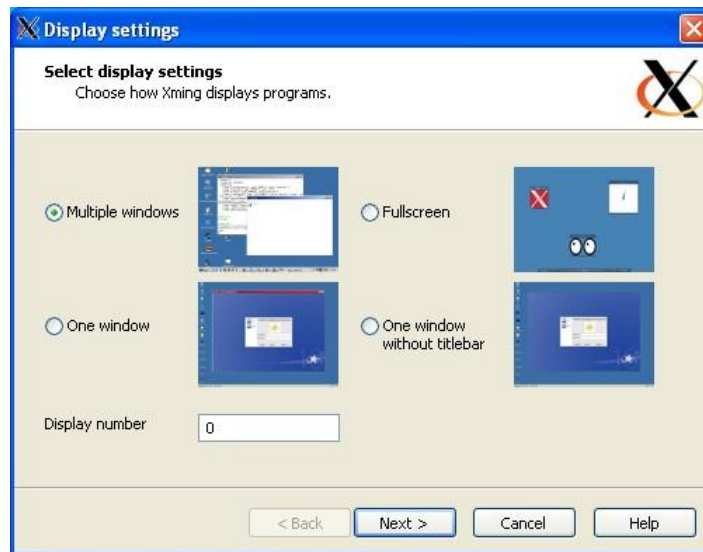 Display settings
Select display settings
Choose how Xming displays programs.
Multiple windows
Fullscreen
One window
One window
without titlebar
Display number
0
< Back
Next >
Cancel
Help